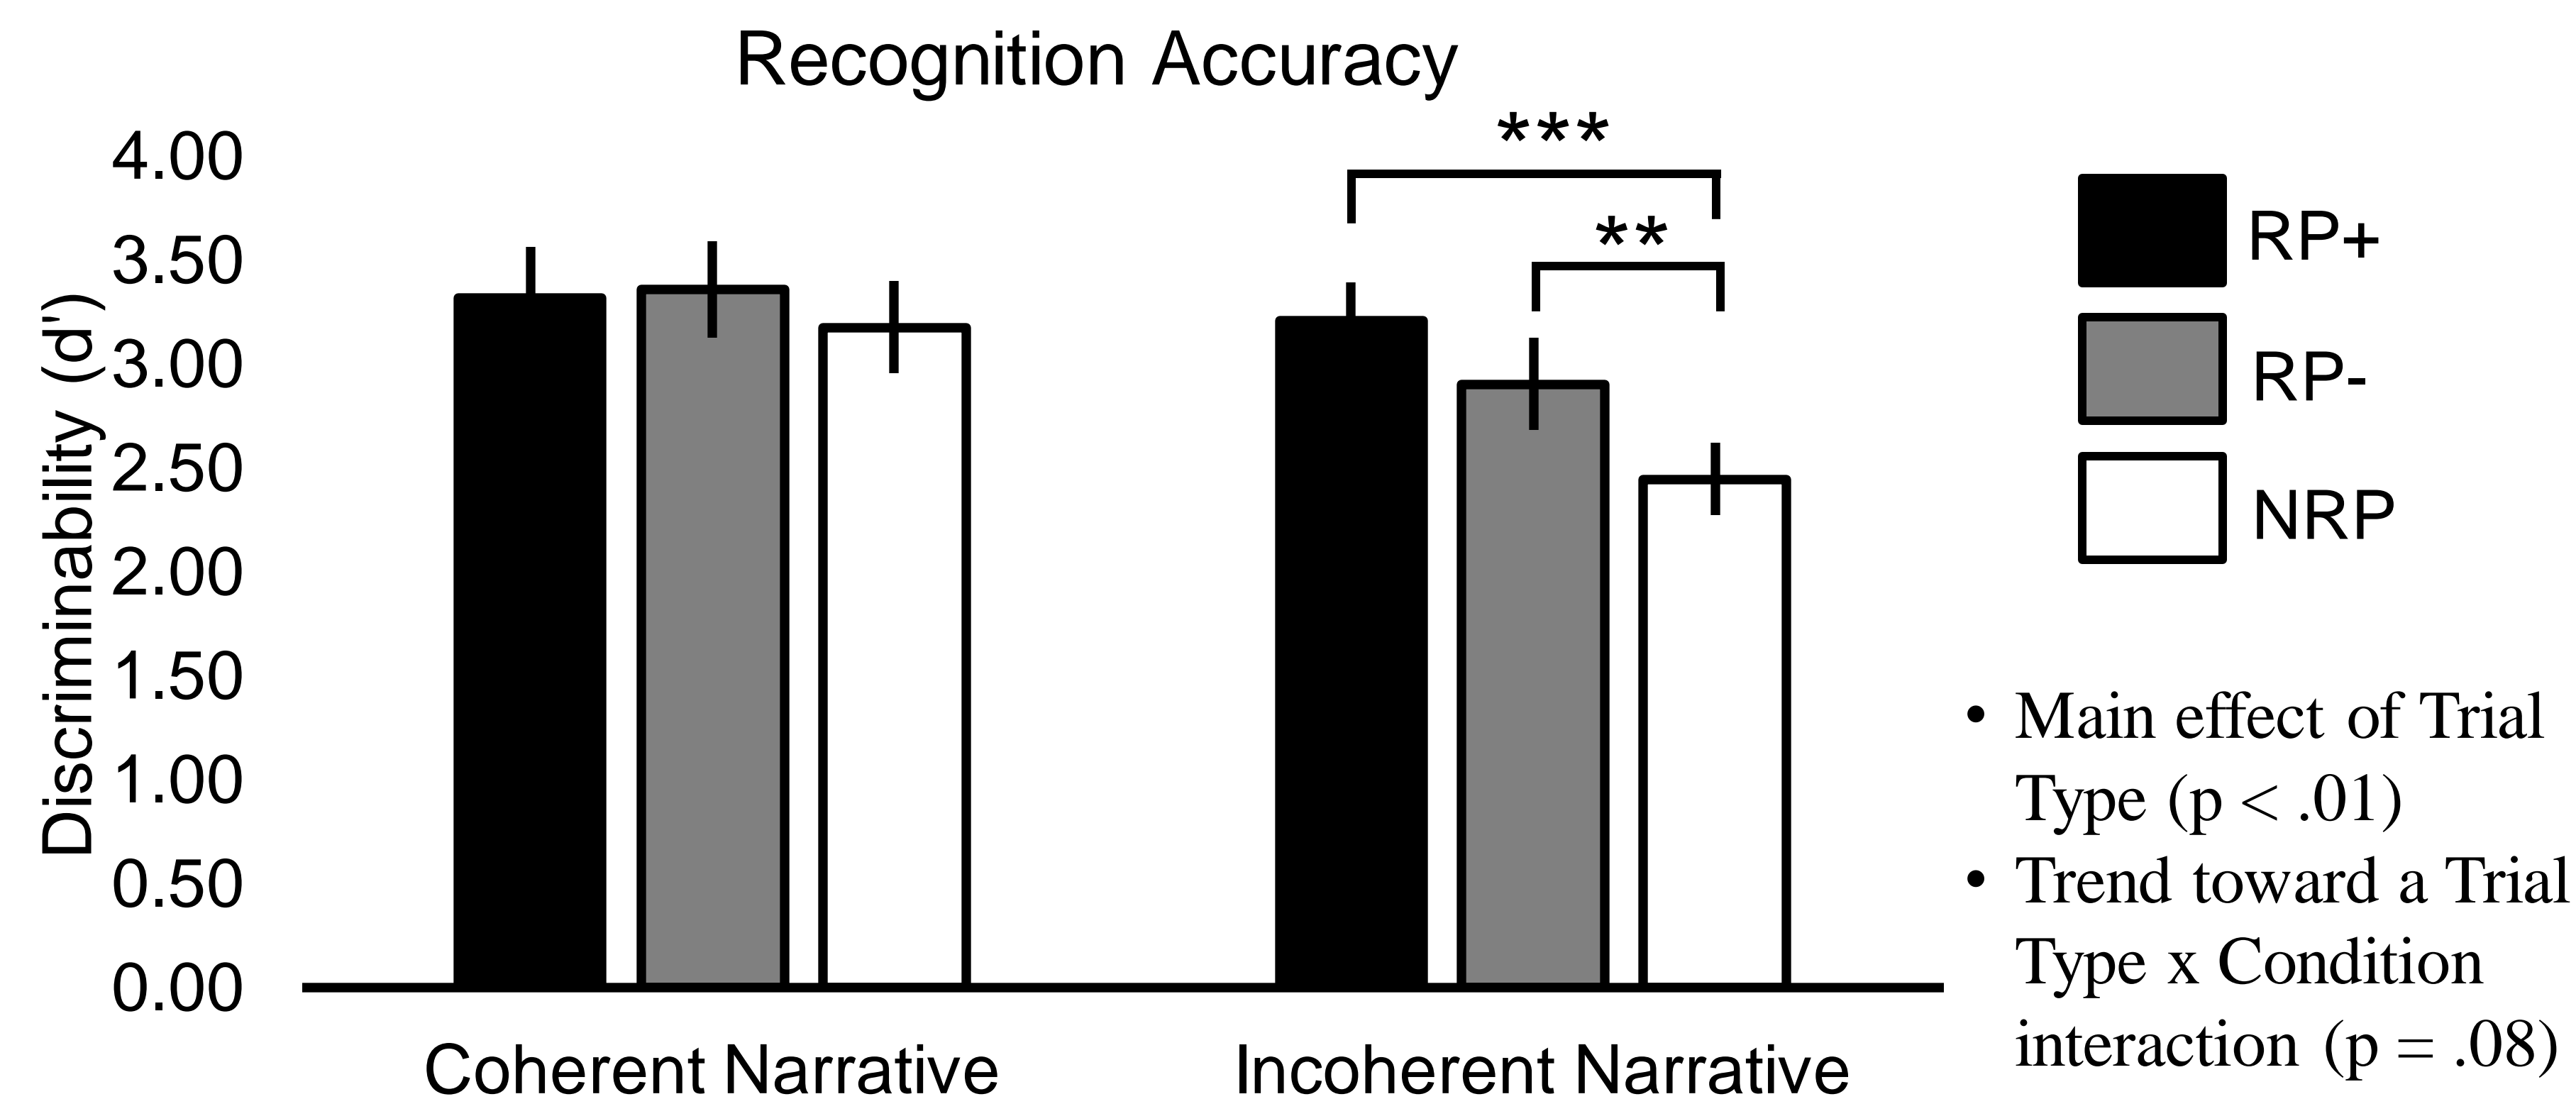 Recognition Accuracy
***
**
4.00
3.50
3.00
2.50
2.00
1.50
1.00
0.50
0.00
Discriminability (d')
Coherent Narrative
Incoherent Narrative
RP+
RP-
NRP
• Main effect of Trial
Type (p < .01)
• Trend toward a Trial
Type x Condition
interaction (p = .08)